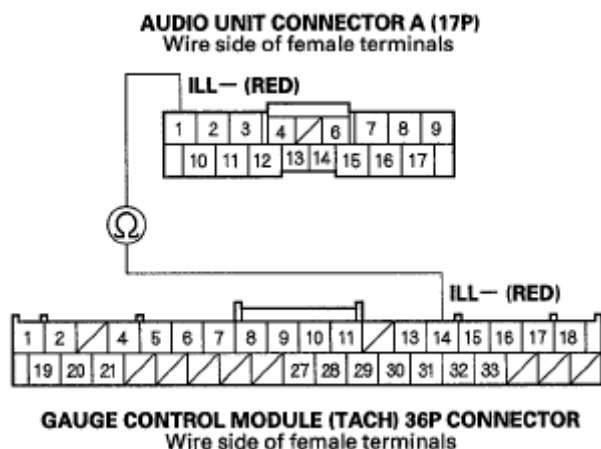 AUDIO UNIT CONNECTOR A (17P)
Wire side of female terminals
ILL— (RED)
1 2 3 4 6 7 8 9
10 11 12 13 14 15 16 17
Ω
ILL— (RED)
1 2 4 5 6 7 8 9 10 11 13 14 15 16 17 18
19 20 21 27 28 29 30 31 32 33
GAUGE CONTROL MODULE (TACH) 36P CONNECTOR
Wire side of female terminals